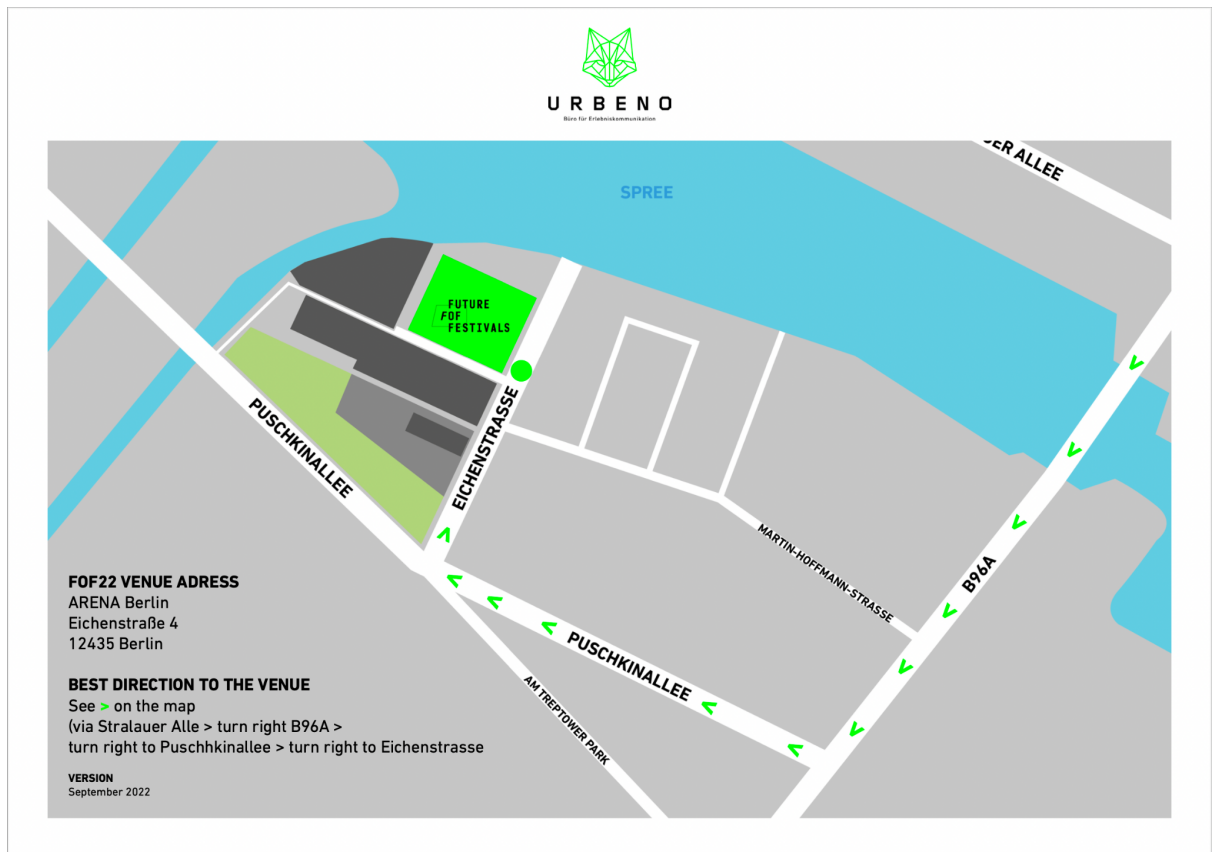 URBENO
Büro für Erlebniskommunikation
ALLEE
SPREE
FUTURE
FOF
FESTIVALS
PUSCHKINALLEE
EICHENSTRASSE
MARTIN-HOFFMANN-STRASSE
B96A
PUSCHKINALLEE
AM TREPTOWER PARK
FOF22 VENUE ADRESS
ARENA Berlin
Eichenstraße 4
12435 Berlin
BEST DIRECTION TO THE VENUE
See > on the map
(via Stralauer Alle > turn right B96A >
turn right to Puschhkinallee > turn right to Eichenstrasse
VERSION
September 2022